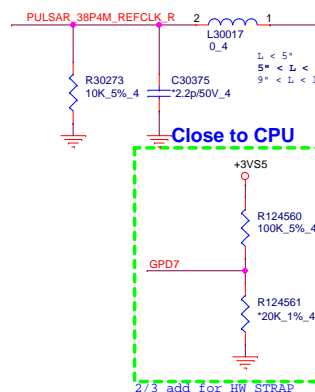 PULSAR_38P4M_REFCLK_R
2
1
L30017
0_4
L < 5"
5" < L <
9" < L <
R30273
10K_5%_4
C30375
*2.2p/50V_4
Close to CPU
+3VS5
R124560
100K_5%_4
GPD7
R124561
*20K_1%_4
2/3 add for HW STRAP